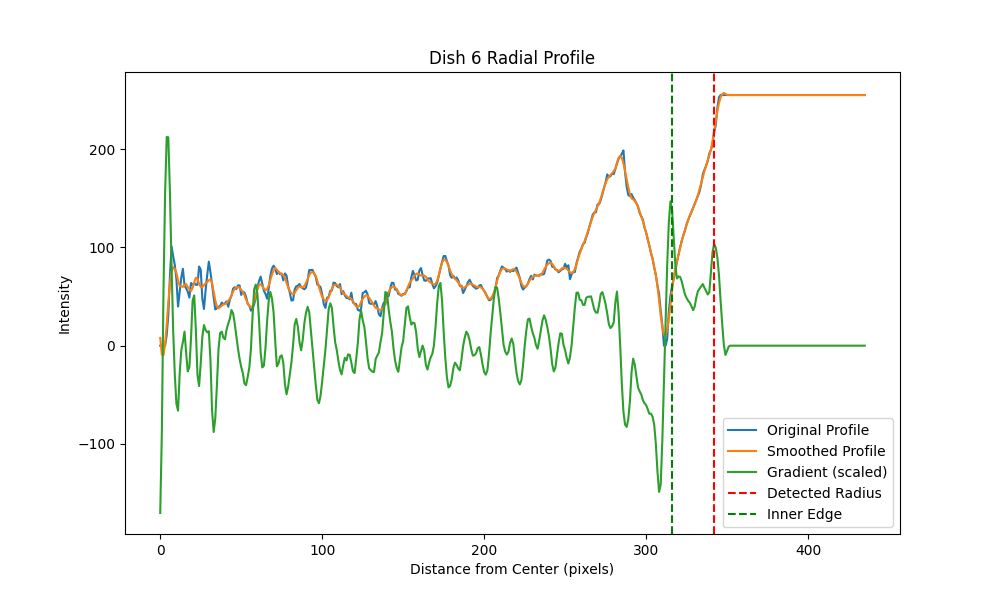 Dish 6 Radial Profile
Intensity
200
100
0
−100
0 100 200 300 400
Distance from Center (pixels)
Original Profile
Smoothed Profile
Gradient (scaled)
Detected Radius
Inner Edge